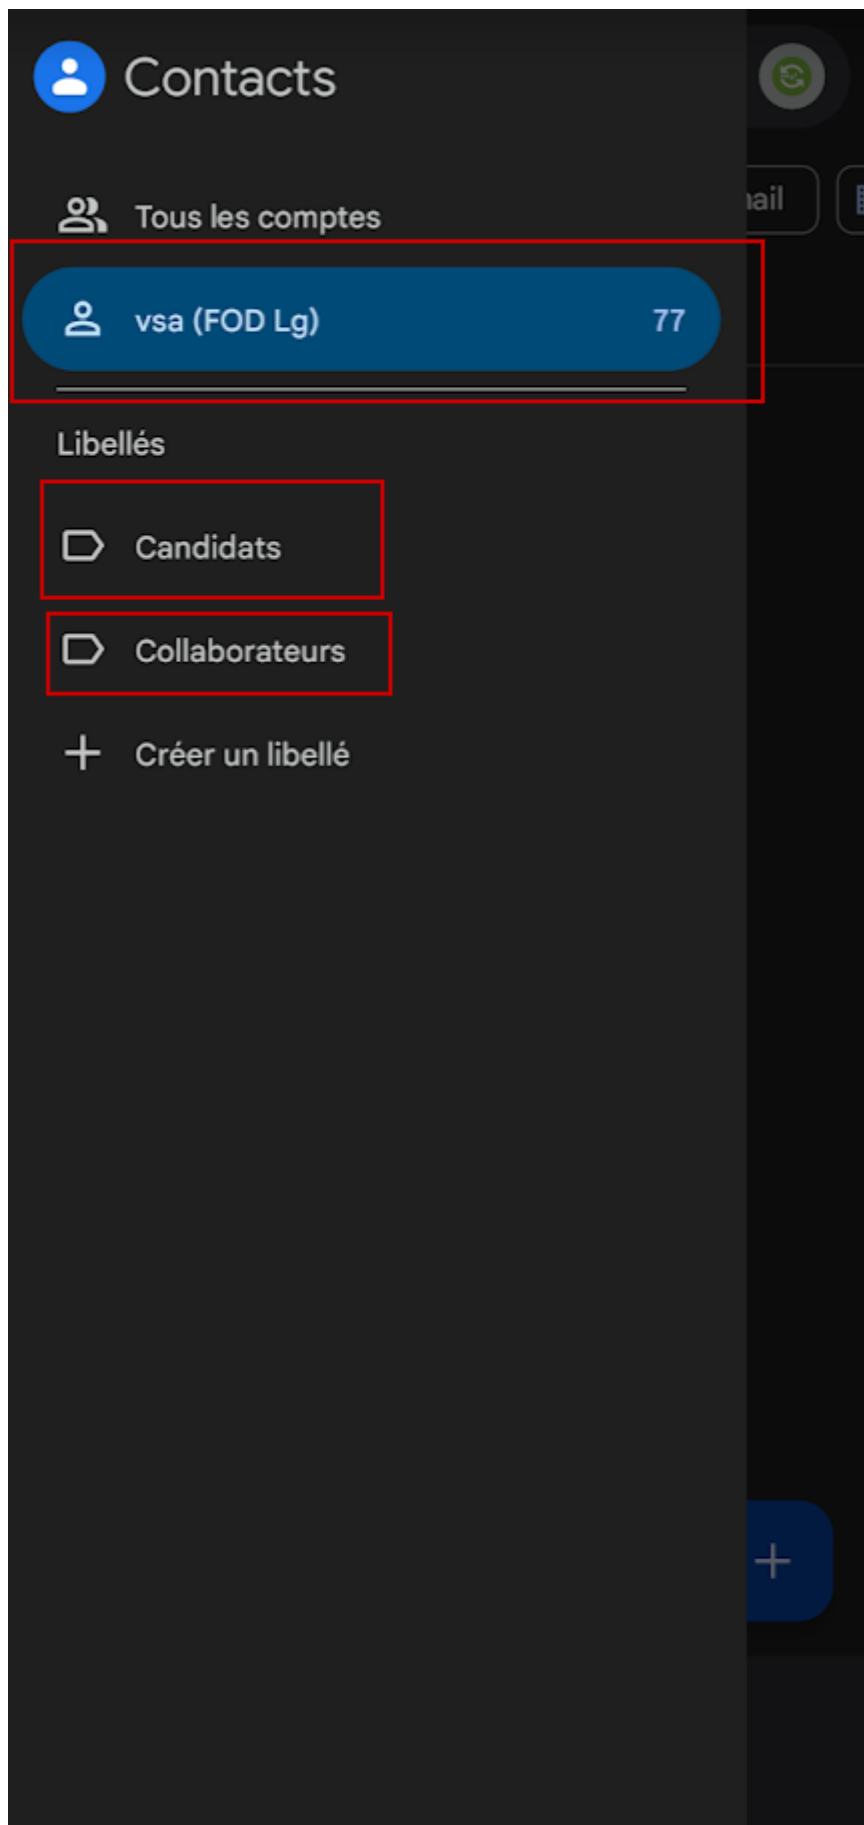 Contacts
Tous les comptes
vsa (FOD Lg) 77
Libellés
Candidats
Collaborateurs
Créer un libellé